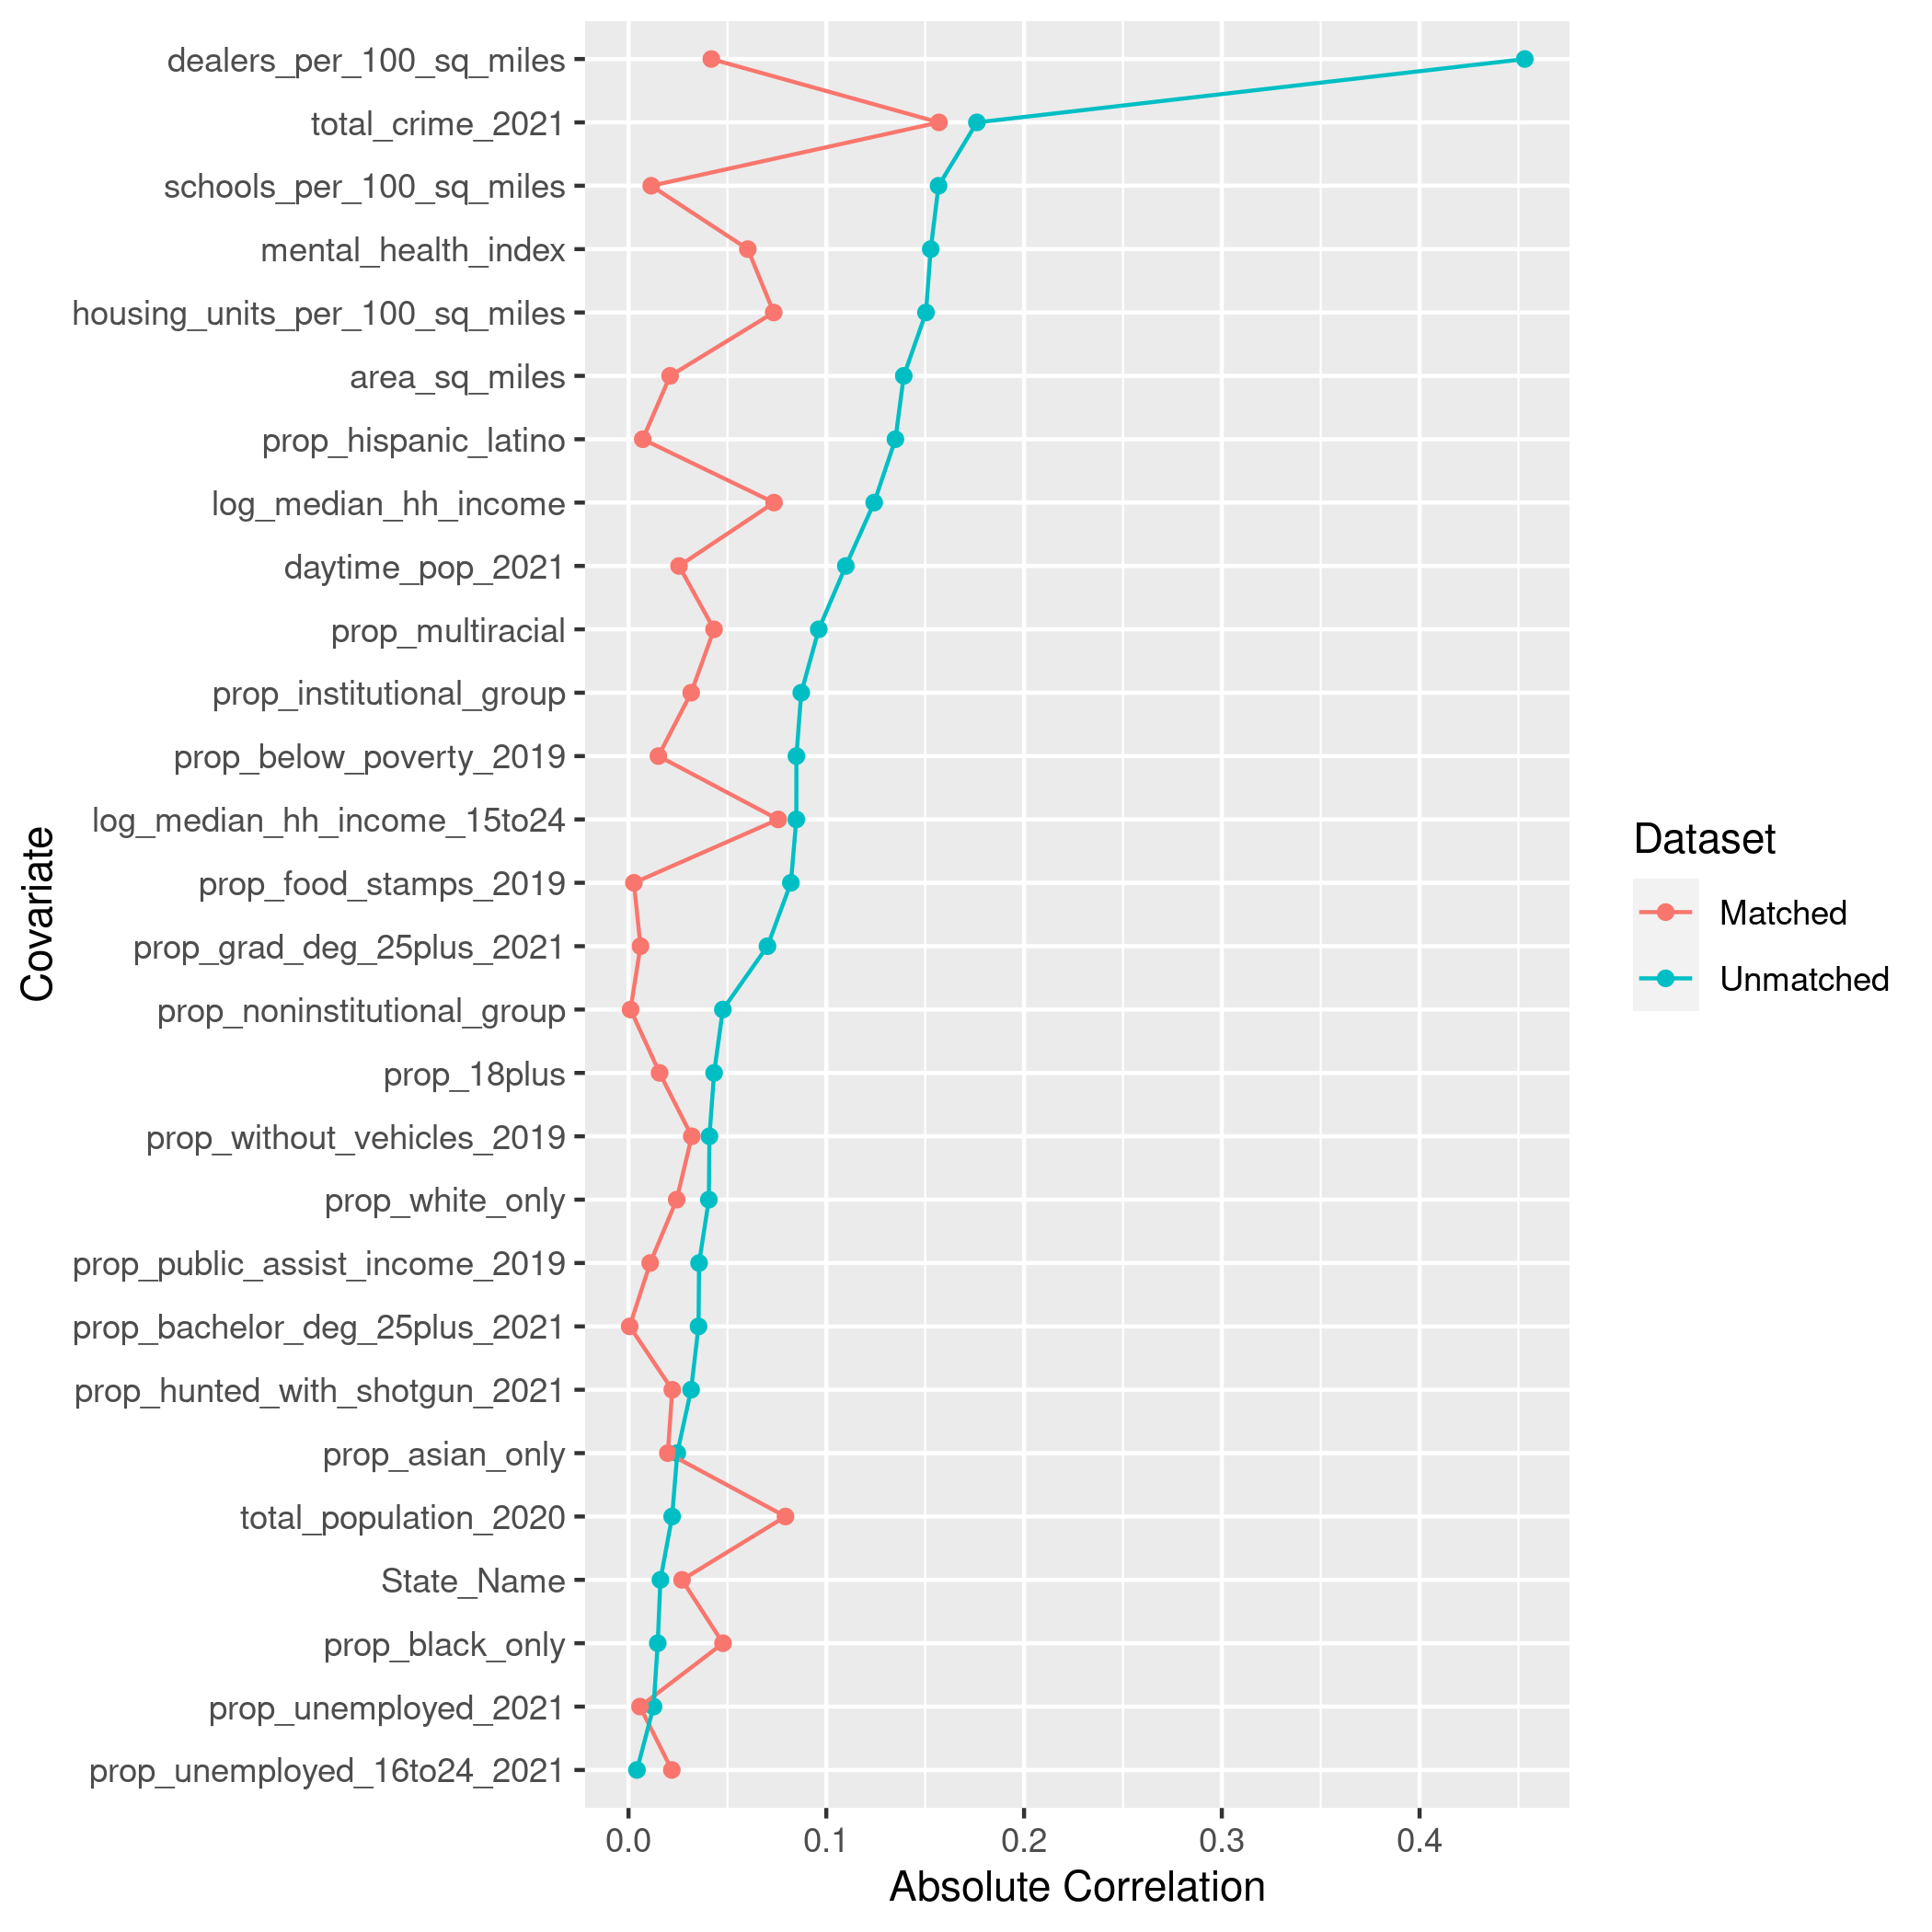 dealers_per_100_sq_miles
total_crime_2021
schools_per_100_sq_miles
mental_health_index
housing_units_per_100_sq_miles
area_sq_miles
prop_hispanic_latino
log_median_hh_income
daytime_pop_2021
prop_multiracial
prop_institutional_group
prop_below_poverty_2019
log_median_hh_income_15to24
prop_food_stamps_2019
prop_grad_deg_25plus_2021
prop_noninstitutional_group
prop_18plus
prop_without_vehicles_2019
prop_white_only
prop_public_assist_income_2019
prop_bachelor_deg_25plus_2021
prop_hunted_with_shotgun_2021
prop_asian_only
total_population_2020
State_Name
prop_black_only
prop_unemployed_2021
prop_unemployed_16to24_2021
Covariate
0.0 0.1 0.2 0.3 0.4
Absolute Correlation
Dataset
Matched
Unmatched